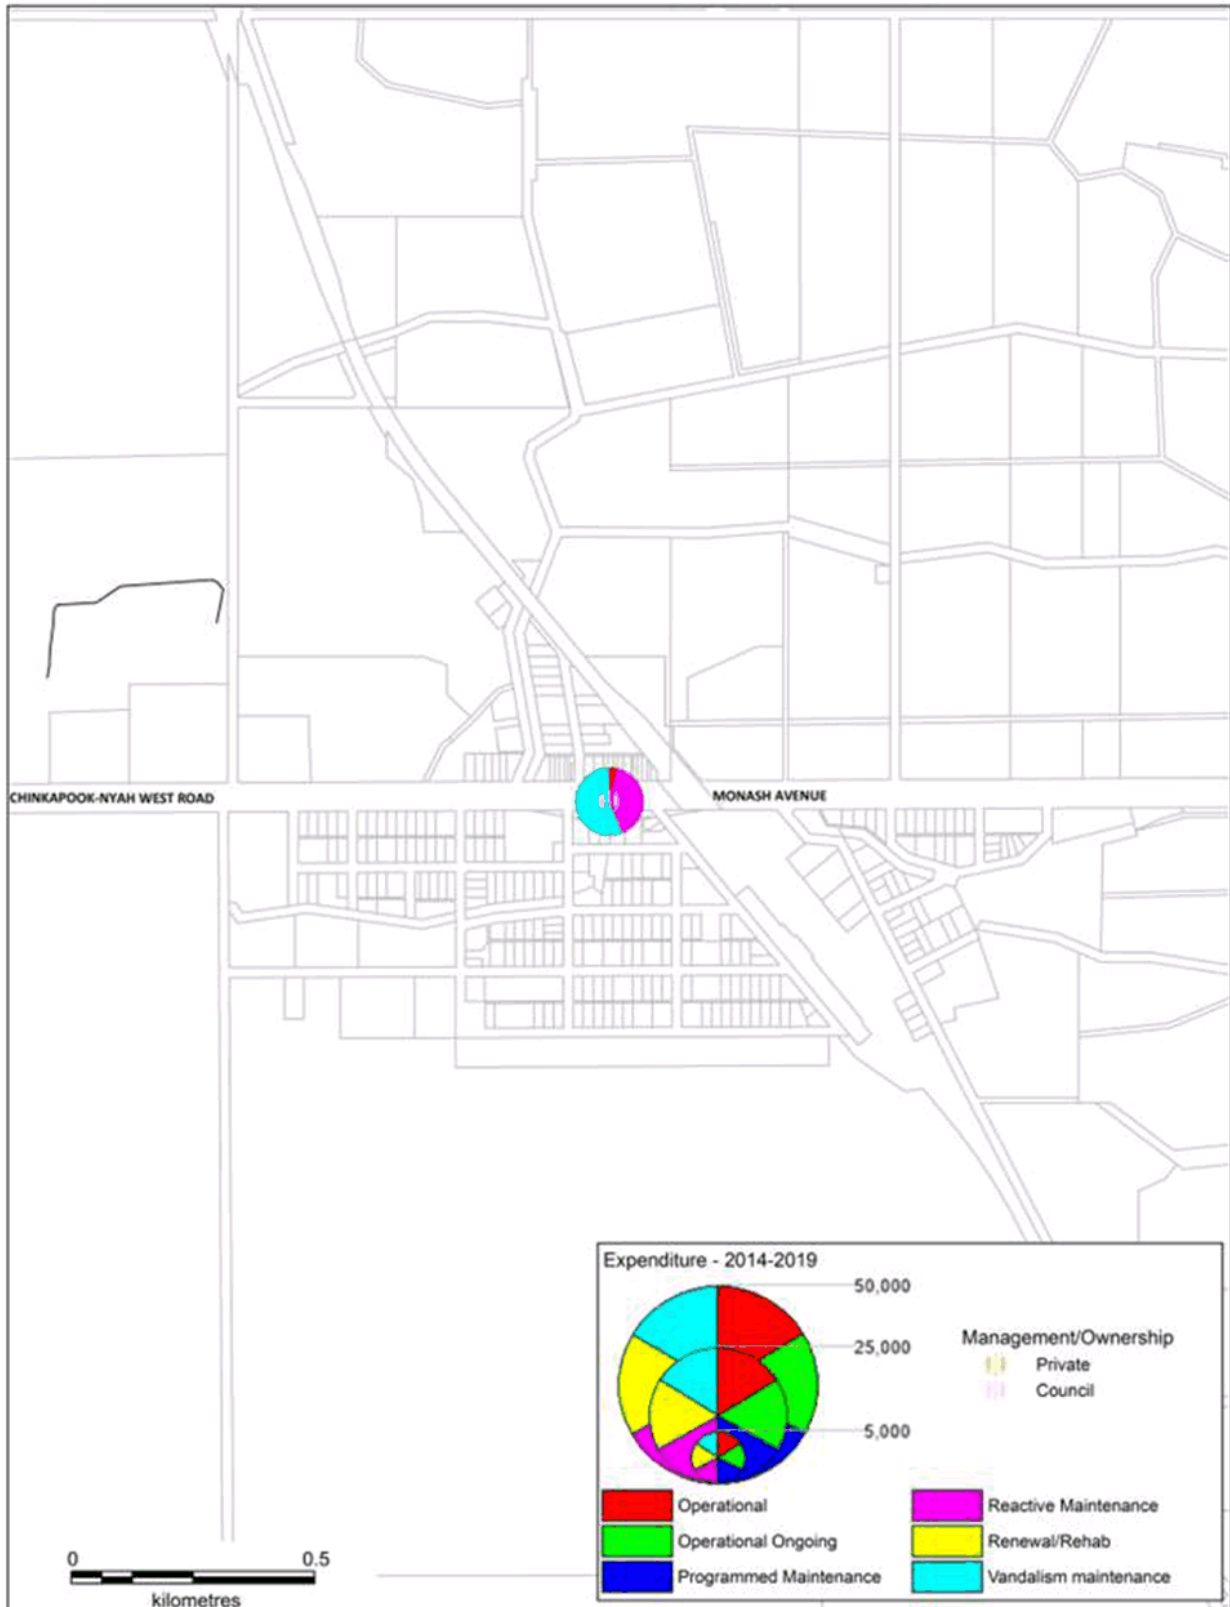 CHINKAPOOK-NYAH WEST ROAD
MONASH AVENUE
Expenditure - 2014-2019
50,000
25,000
5,000
Management/Ownership
Private
Council
Operational
Reactive Maintenance
Operational Ongoing
Renewal/Rehab
Programmed Maintenance
Vandalism maintenance
0 0.5
kilometres